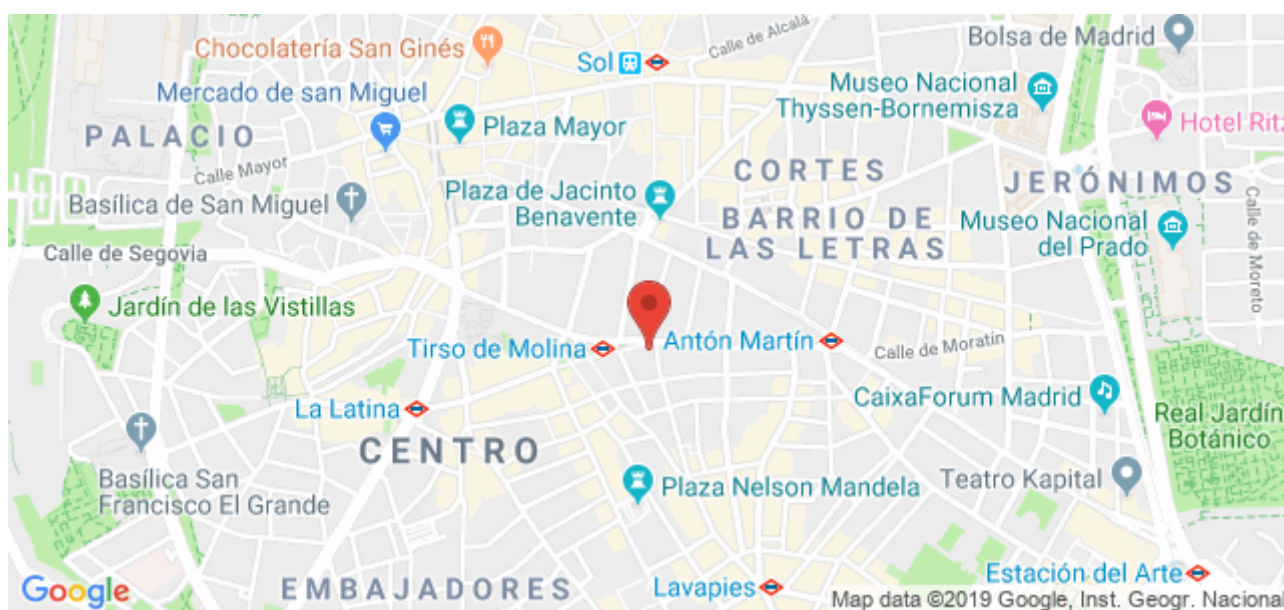 Calle de Alcalá
Bolsa de Madrid
Chocolatería San Ginés
Sol
Museo Nacional
Thyssen-Bornemisza
Mercado de san Miguel
Plaza Mayor
Hotel Ritz
PALACIO
Calle Mayor
CORTES
JERÓNIMOS
Plaza de Jacinto
Benavente
Basílica de San Miguel
BARRIO DE
LAS LETRAS
Museo Nacional
del Prado
Calle de Moreto
Calle de Segovia
Jardín de las Vistillas
Tirso de Molina
Antón Martín
Calle de Moratín
La Latina
CaixaForum Madrid
Real Jardín
Botánico
CENTRO
Basílica San
Francisco El Grande
Plaza Nelson Mandela
Teatro Kapital
EMBAJADORES
Lavapies
Estación del Arte
Google
Map data ©2019 Google, Inst. Geogr. Naciona